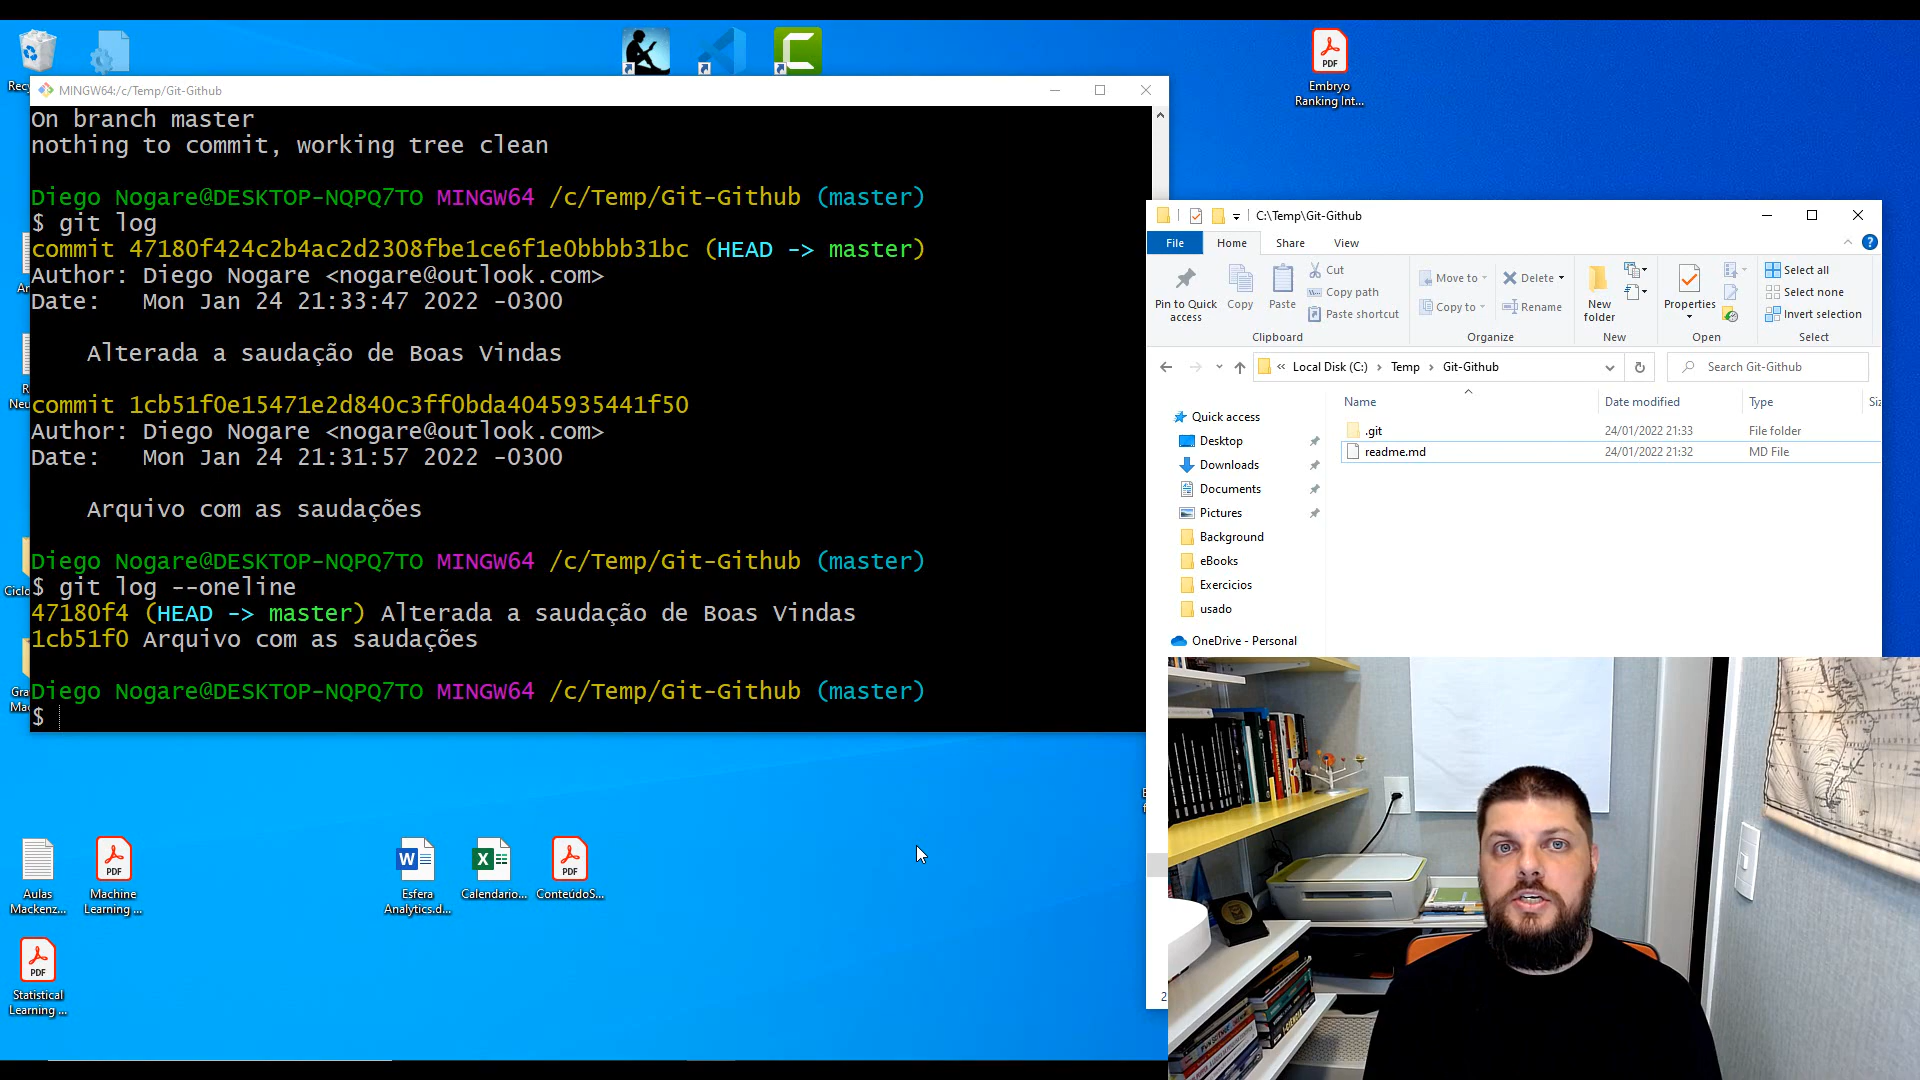 Embryo
Ranking Int...
MINGW64:/c/Temp/Git-Github
On branch master
nothing to commit, working tree clean
Diego Nogare@DESKTOP-NQPQ7TO MINGW64 /c/Temp/Git-Github (master)
$ git log
commit 47180f424c2b4ac2d2308fbe1ce6f1e0bbbb31bc (HEAD -> master)
Author: Diego Nogare <nogare@outlook.com>
Date:   Mon Jan 24 21:33:47 2022 -0300
Alterada a saudação de Boas Vindas
commit 1cb51f0e15471e2d840c3ff0bda4045935441f50
Author: Diego Nogare <nogare@outlook.com>
Date:   Mon Jan 24 21:31:57 2022 -0300
Arquivo com as saudações
Diego Nogare@DESKTOP-NQPQ7TO MINGW64 /c/Temp/Git-Github (master)
$ git log --oneline
47180f4 (HEAD -> master) Alterada a saudação de Boas Vindas
1cb51f0 Arquivo com as saudações
Diego Nogare@DESKTOP-NQPQ7TO MINGW64 /c/Temp/Git-Github (master)
$
C:\Temp\Git-Github
File Home Share View
Pin to Quick access
Copy
Paste
Cut
Copy path
Paste shortcut
Clipboard
Move to
Copy to
Delete
Rename
Organize
New folder
New
Properties
Open
Select all
Select none
Invert selection
Select
« Local Disk (C:) > Temp > Git-Github
Search Git-Github
Name Date modified Type
.git 24/01/2022 21:33 File folder
readme.md 24/01/2022 21:32 MD File
Quick access
Desktop
Downloads
Documents
Pictures
Background
eBooks
Exercicios
usado
OneDrive - Personal
PDF
Aulas
Mackenz...
PDF
Machine
Learning ...
Esfera
Analytics.d...
Calendario...
PDF
ConteúdoS...
PDF
Statistical
Learning ...